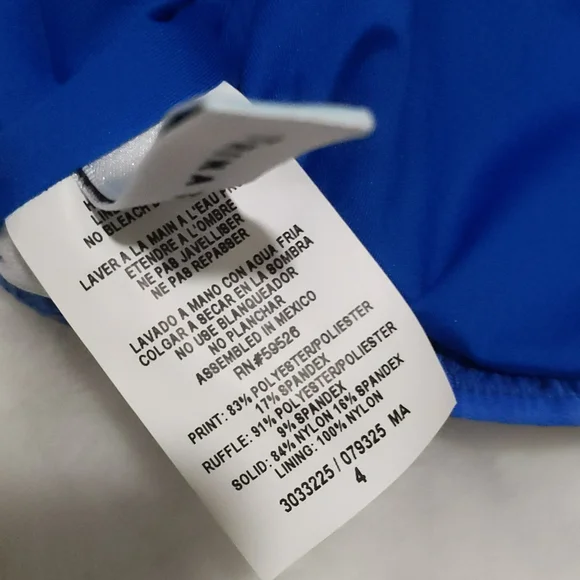 NO BLEACH
LAVER A LA MAIN A L'EAU
ETENDRE A L'OMBRE
NE PAS JAVELLIBER
NE PAS REPASSER
LAVADO A MANO CON AGUA FRIA
COLGAR A SECAR EN LA SOMBRA
NO USE BLANQUEADOR
NO PLANCHAR
ASSEMBLED IN MEXICO
RN#59526
PRINT: 83% POLYESTER/POLIESTER
17% SPANDEX
RUFFLE: 91% POLYESTER/POLIESTER
9% SPANDEX
SOLID: 84% NYLON 16% SPANDEX
LINING: 100% NYLON
3033225 / 079325 MA
4